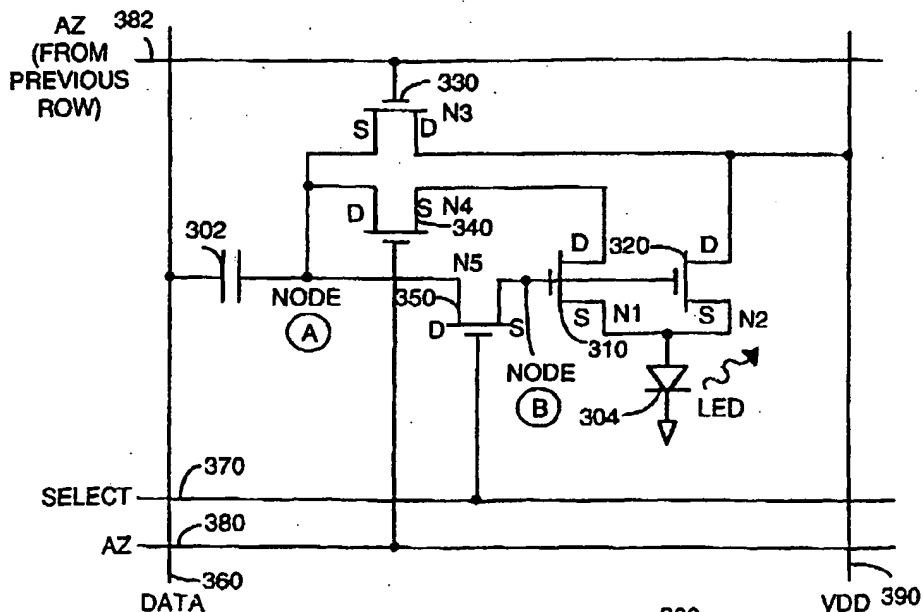 AZ 382
(FROM
PREVIOUS
ROW)
330
S D N3
D S N4
340
302
N5
320
D D
NODE
A
350
D S
S N1
310
S N2
NODE
B
304
LED
370
SELECT
380
AZ
360
DATA
VDD 390